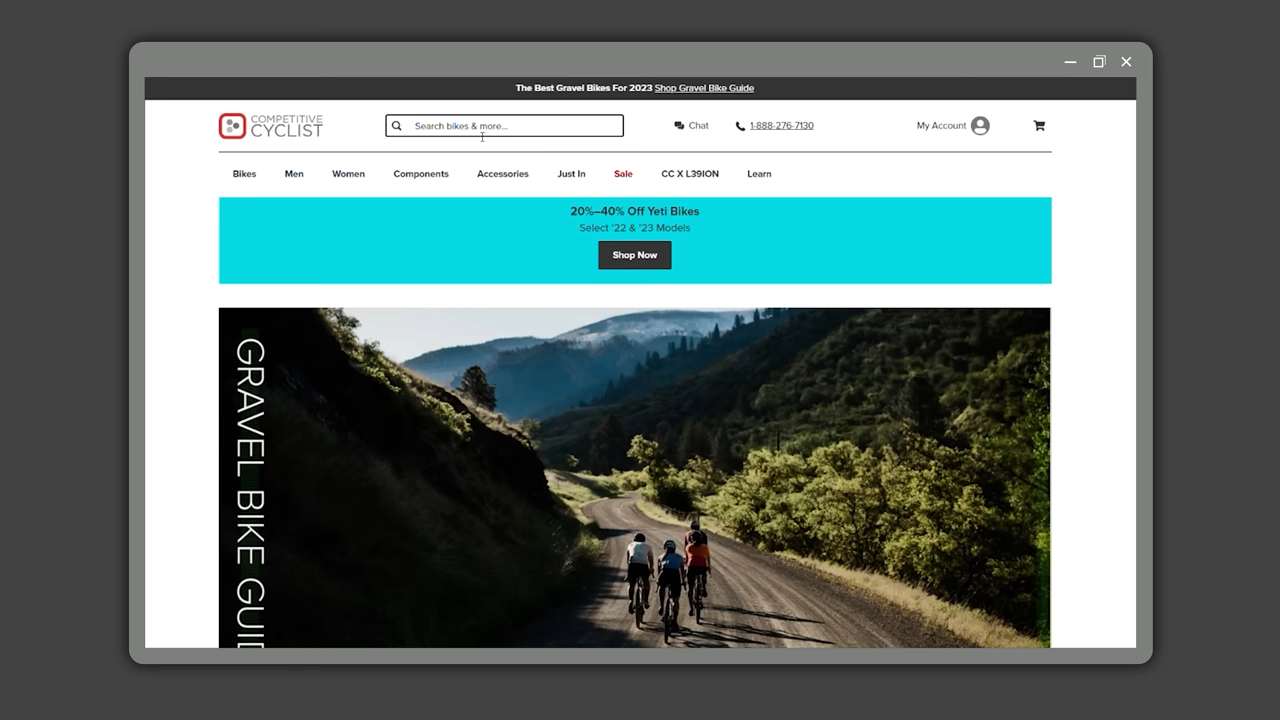 The Best Gravel Bikes For 2023 Shop Gravel Bike Guide
COMPETITIVE
CYCLIST
Search bikes & more...
Chat
1-888-276-7130
My Account
Bikes
Men
Women
Components
Accessories
Just In
Sale
CC X L39ION
Learn
20%–40% Off Yeti Bikes
Select '22 & '23 Models
Shop Now
GRAVEL BIKE GUID